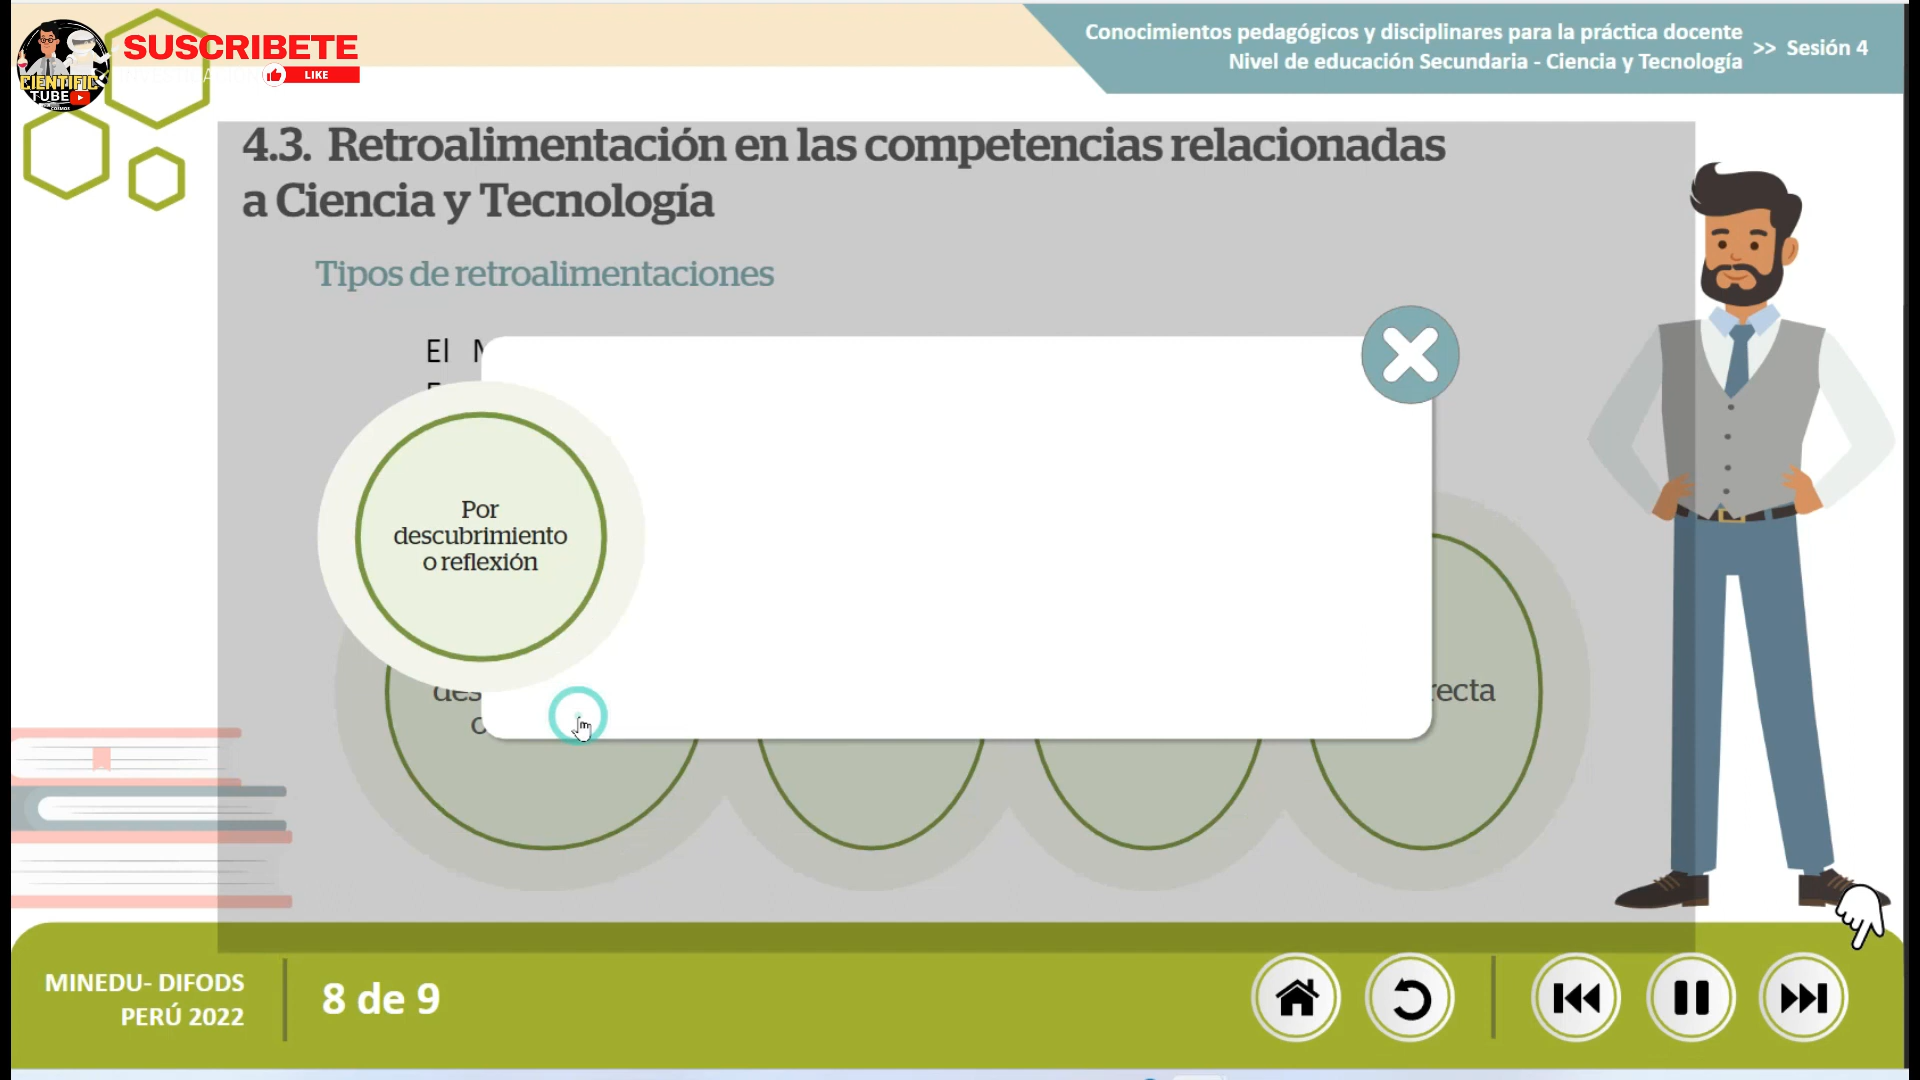 SUSCRIBETE
LIKE
CIENTIFIC
TUBE
Conocimientos pedagógicos y disciplinares para la práctica docente
Nivel de educación Secundaria - Ciencia y Tecnología
>> Sesión 4
4.3. Retroalimentación en las competencias relacionadas
a Ciencia y Tecnología
Tipos de retroalimentaciones
El
Por
descubrimiento
o reflexión
des
o
recta
MINEDU- DIFODS
PERÚ 2022
8 de 9